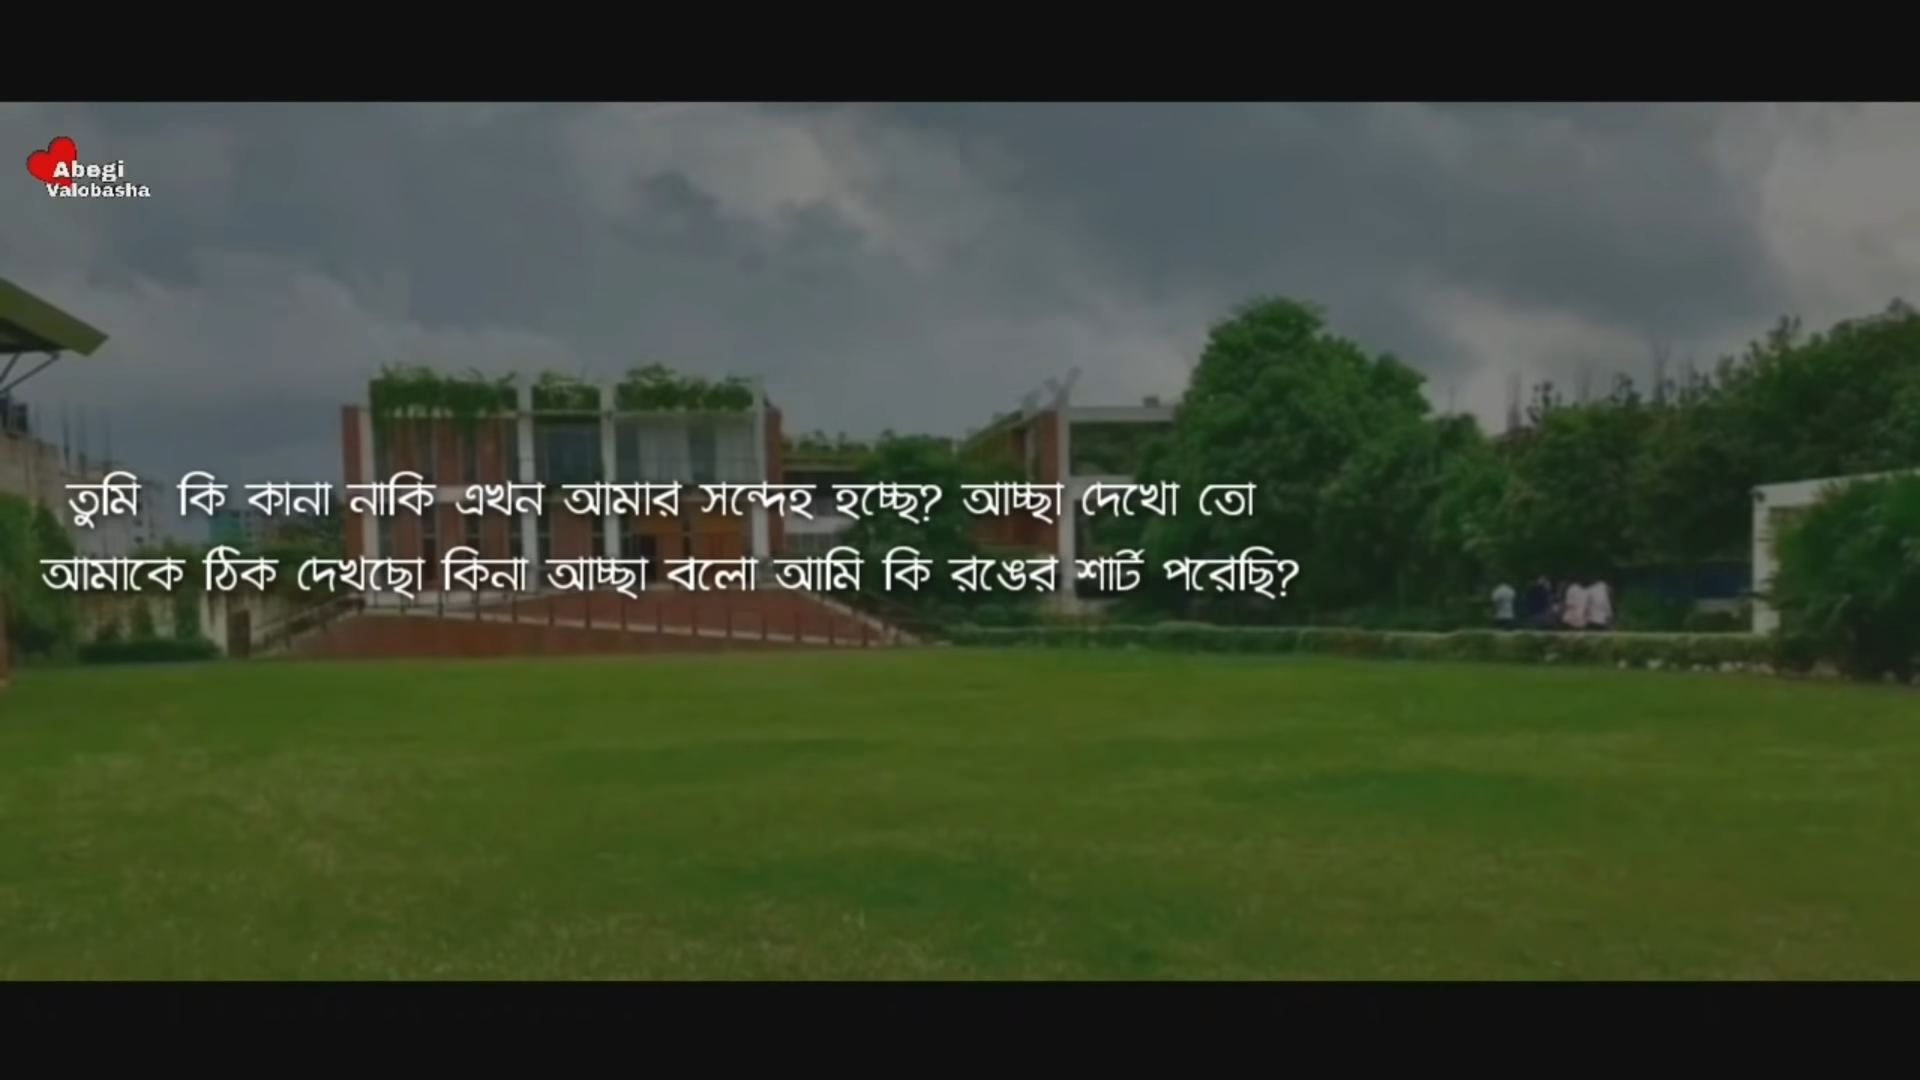 Abegi
Valobasha
তুমি কি কানা নাকি এখন আমার সন্দেহ হচ্ছে? আচ্ছা দেখো তো
আমাকে ঠিক দেখছো কিনা আচ্ছা বলো আমি কি রঙের শার্ট পরেছি?